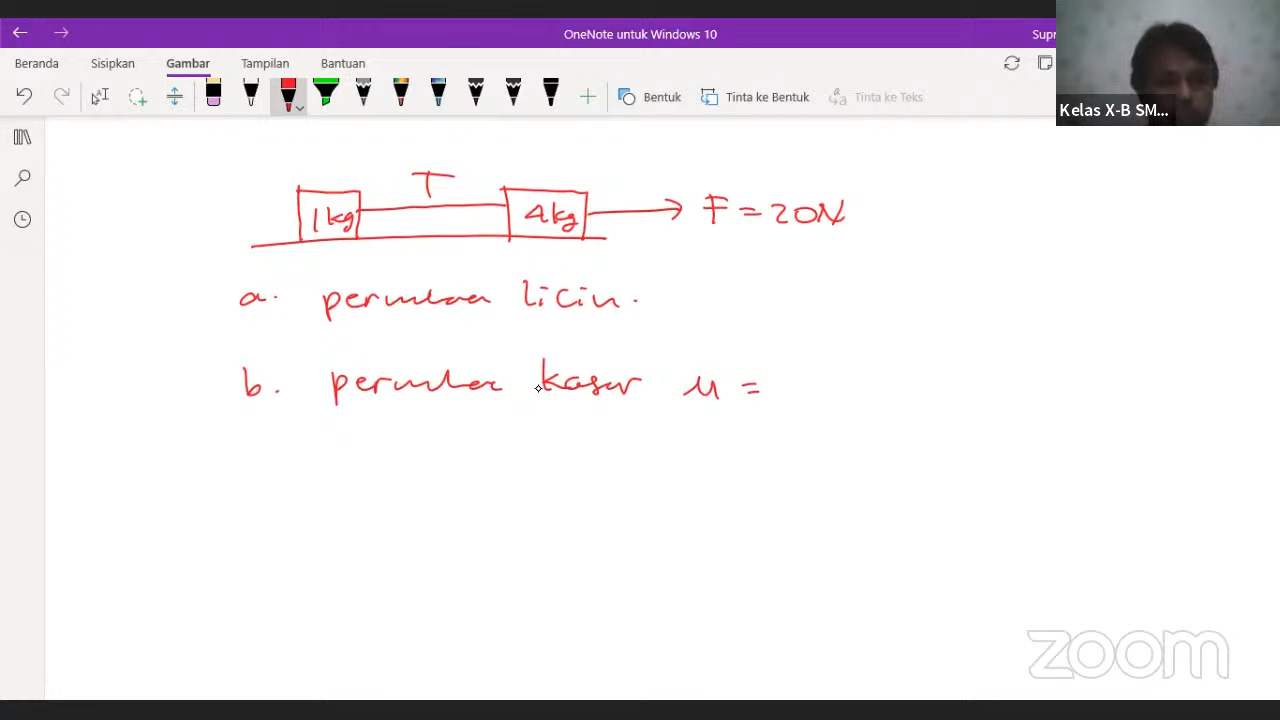 OneNote untuk Windows 10
Supr
Beranda Sisipkan Gambar Tampilan Bantuan
Bentuk Tinta ke Bentuk Tinta ke Teks
Kelas X-B SM...
T
1kg 4kg F = 20N
a. permukaan licin.
b. permukaan kasar μ =
zoom